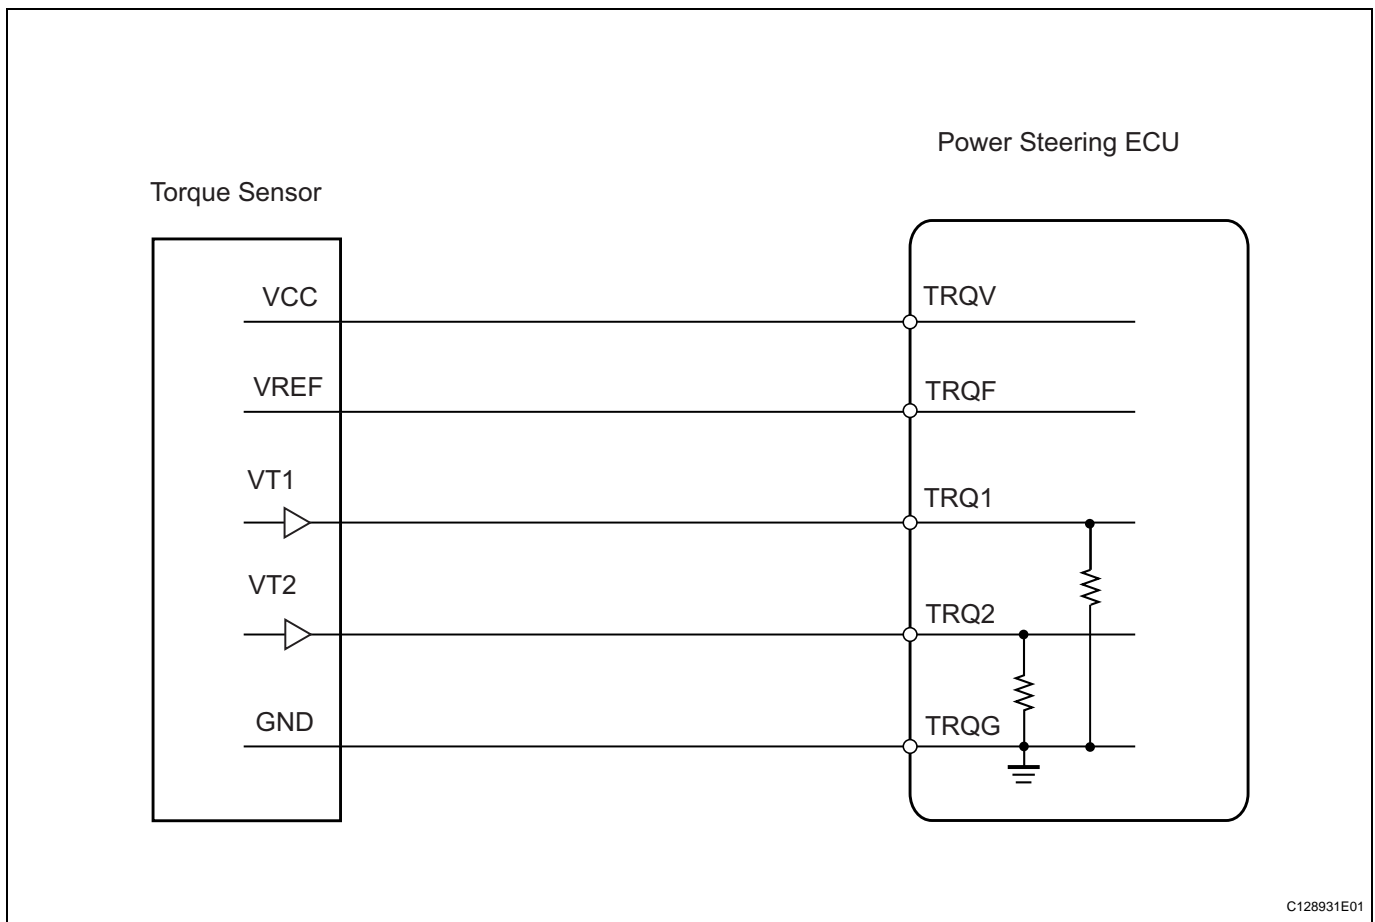 Power Steering ECU
Torque Sensor
VCC
TRQV
VREF
TRQF
VT1
TRQ1
VT2
TRQ2
GND
TRQG
C128931E01